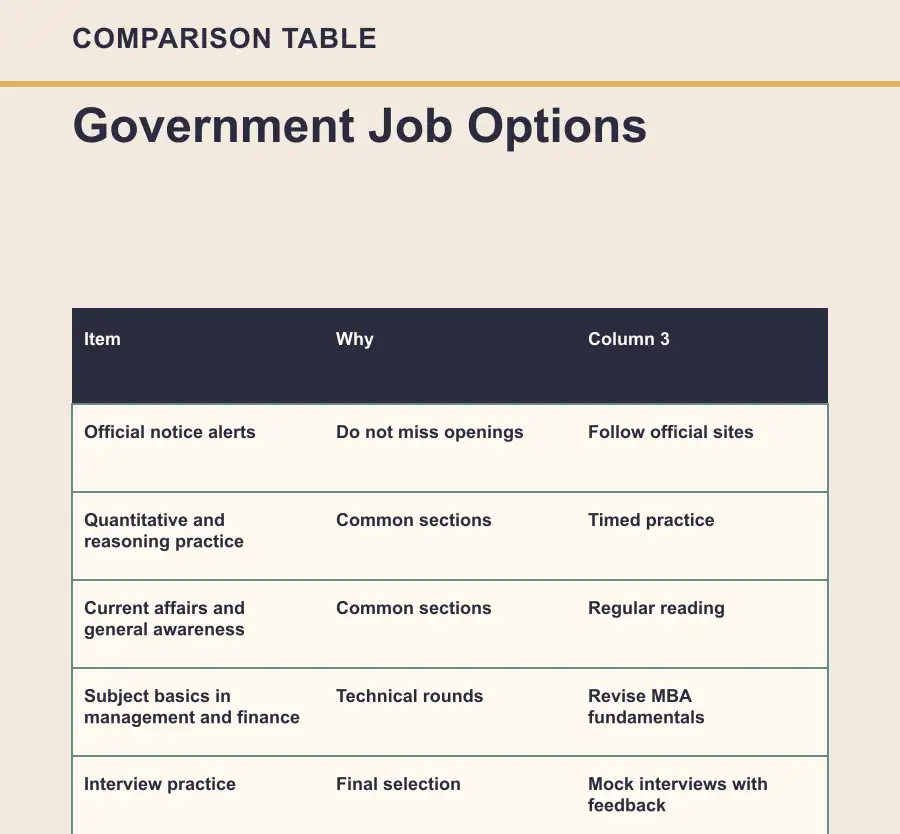 COMPARISON TABLE
Government Job Options
Item Why Column 3
Official notice alerts Do not miss openings Follow official sites
Quantitative and reasoning practice Common sections Timed practice
Current affairs and general awareness Common sections Regular reading
Subject basics in management and finance Technical rounds Revise MBA fundamentals
Interview practice Final selection Mock interviews with feedback